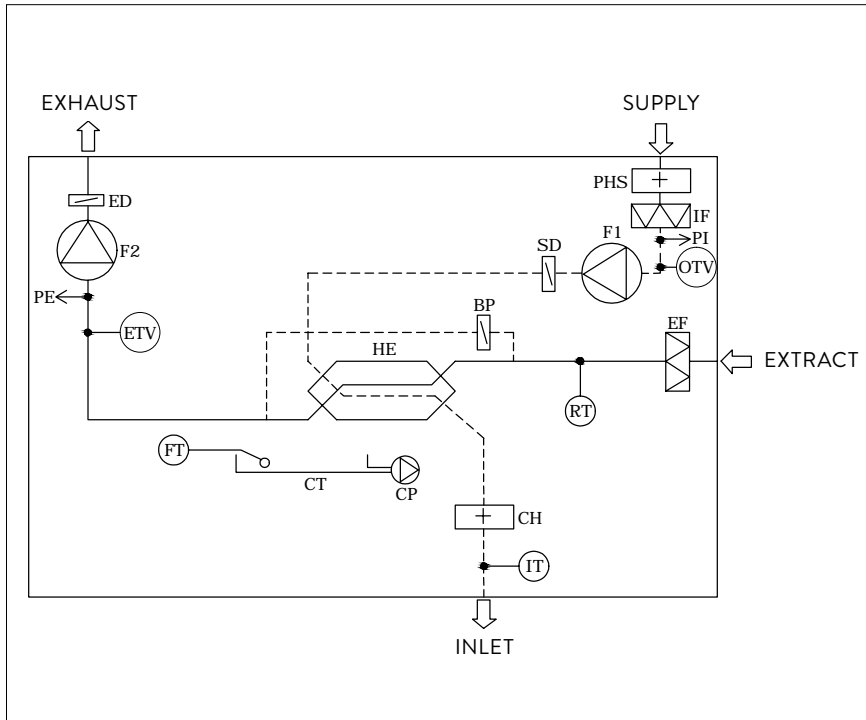 EXHAUST
SUPPLY
PHS
ED
IF
F1
F2
PI
SD
OTV
PE
BP
EF
ETV
HE
EXTRACT
RT
FT
CT
CP
CH
IT
INLET